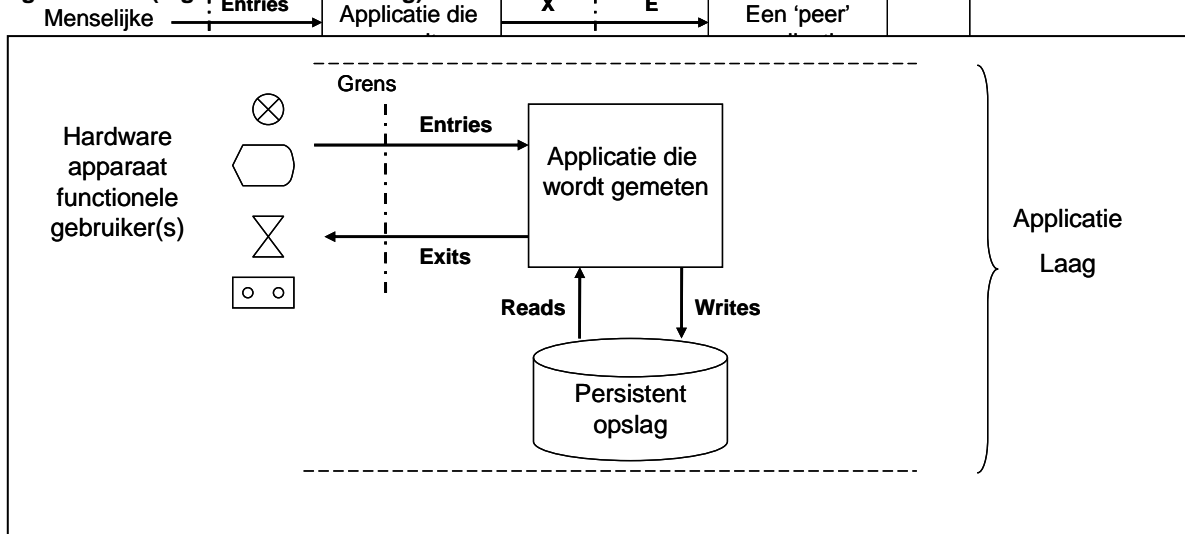 Entries
X
E
Menselijke
Applicatie die
Een ‘peer’
Grens
Hardware
apparaat
functionele
gebruiker(s)
Entries
Applicatie die
wordt gemeten
Exits
Reads
Writes
Persistent
opslag
Applicatie
Laag